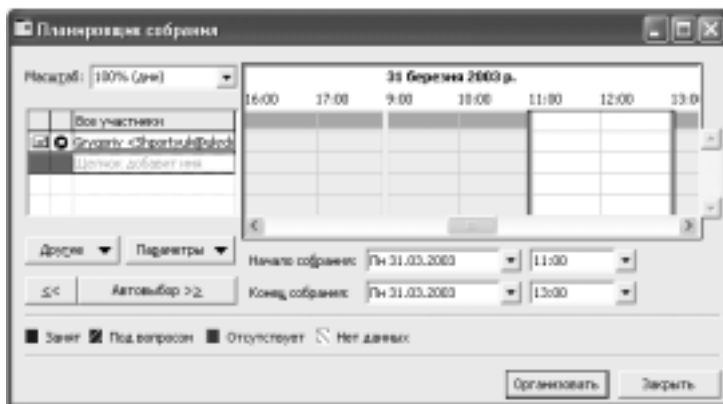 Планировщик собрания
Масштаб: 100% (дни)
31 березня 2003 р.
16:00 17:00 9:00 10:00 11:00 12:00 13:0
Все участники
Щелчок добавит имя
Другие Параметры
<< Автовыбор >>
Начало собрания: Пн 31.03.2003 11:00
Конец собрания: Пн 31.03.2003 13:00
Занят Под вопросом Отсутствует Нет данных
Организовать Закрыть